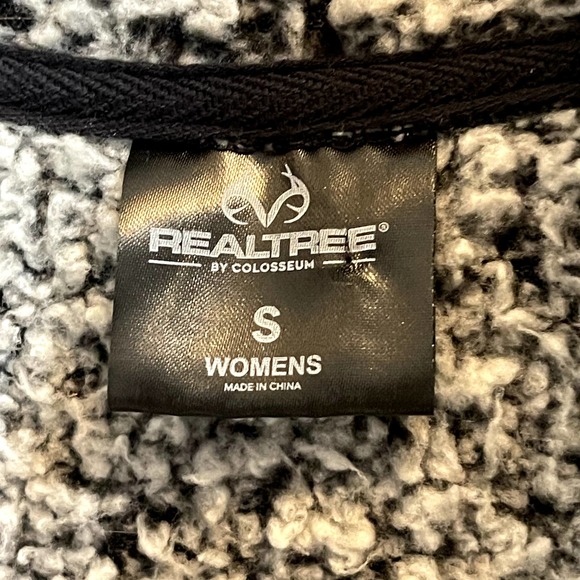 REALTREE®
BY COLOSSEUM
S
WOMENS
MADE IN CHINA